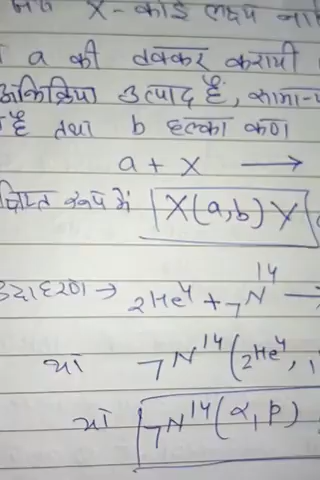 X - कोई लक्ष्य
a की टक्कर करायी
अभिक्रिया उत्पाद है, सामा-
है तथा b हल्का कण
a + X ⟶
क्षिप्त रूप में X(a,b)Y
उदाहरण → ₂He⁴ + ₇N¹⁴ ⟶
या ₇N¹⁴(₂He⁴,
या ₇N¹⁴(α,p)